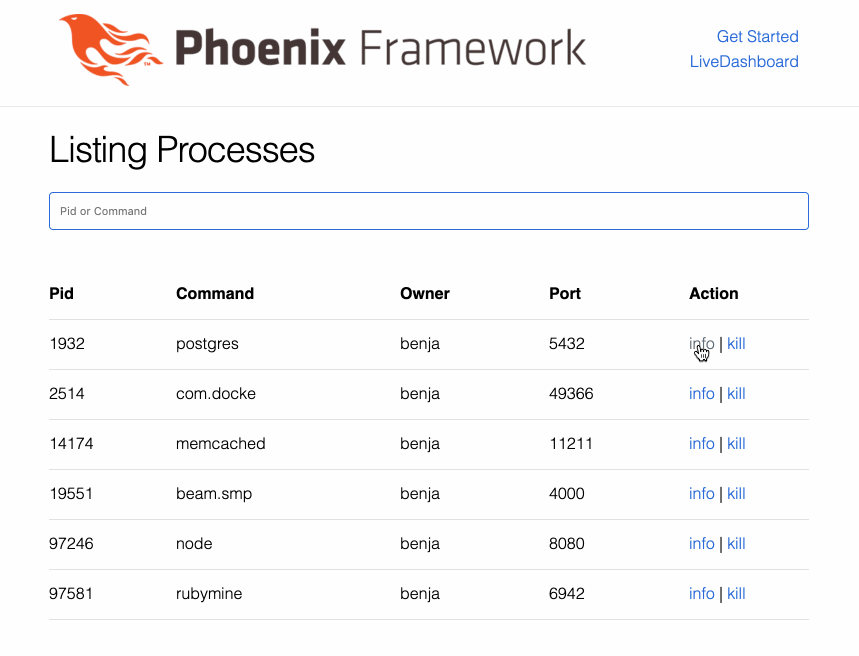 Phoenix Framework
™
Get Started
LiveDashboard
Listing Processes
Pid or Command
Pid Command Owner Port Action
1932 postgres benja 5432 info | kill
2514 com.docke benja 49366 info | kill
14174 memcached benja 11211 info | kill
19551 beam.smp benja 4000 info | kill
97246 node benja 8080 info | kill
97581 rubymine benja 6942 info | kill